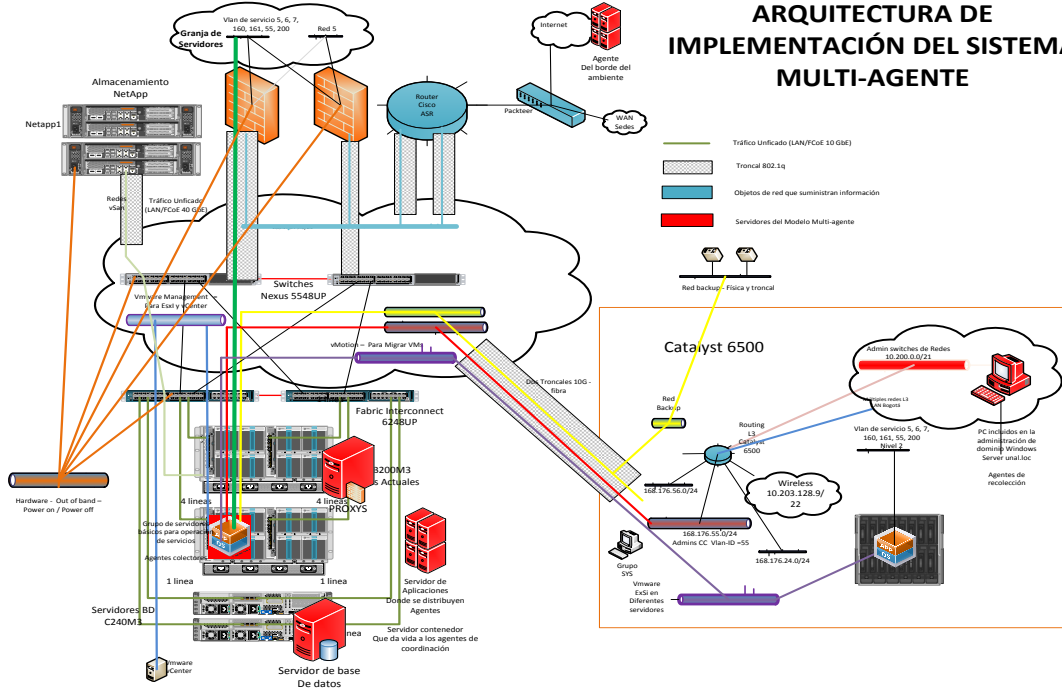 ARQUITECTURA DE
IMPLEMENTACIÓN DEL SISTEMA
MULTI-AGENTE
Vlan de servicio 5, 6, 7,
160, 161, 55, 200
Red 5
Granja de
Servidores
Internet
Agente
Del borde del
ambiente
Almacenamiento
NetApp
Netapp1
Router
Cisco
ASR
Packteer
WAN
Sedes
Tráfico Unficado (LAN/FCoE 10 GbE)
Troncal 802.1q
Objetos de red que suministran información
Servidores del Modelo Multi-agente
Redes
vSan
Tráfico Unificado
(LAN/FCoE 40 GbE)
Red backup - Física y troncal
Switches
Nexus 5548UP
Vmware Management –
Para Esxi y vCenter
vMotion – Para Migrar VMs
Catalyst 6500
Admin switches de Redes
10.200.0.0/21
Múltiples redes L3
LAN Bogotá
Dos Troncales 10G -
fibra
Red
Backup
Routing
L3
Catalyst
6500
Vlan de servicio 5, 6, 7,
160, 161, 55, 200
Nivel 2
PC incluidos en la
administración de
dominio Windows
Server unal.loc
Agentes de
recolección
Fabric Interconnect
6248UP
B200M3
s Actuales
PROXYS
4 lineas
4 lineas
Hardware - Out of band –
Power on / Power off
Grupo de servidores
básicos para operación
de servicios
Agentes colectores
APP
OS
168.176.56.0/24
Wireless
10.203.128.9/
22
168.176.55.0/24
Admins CC Vlan-ID =55
168.176.24.0/24
APP
OS
Grupo
SYS
Vmware
ExSi en
Diferentes
servidores
1 linea
1 linea
Servidor de
Aplicaciones
Donde se distribuyen
Agentes
Servidores BD
C240M3
nea
Servidor contenedor
Que da vida a los agentes de
coordinación
Vmware
vCenter
Servidor de base
De datos